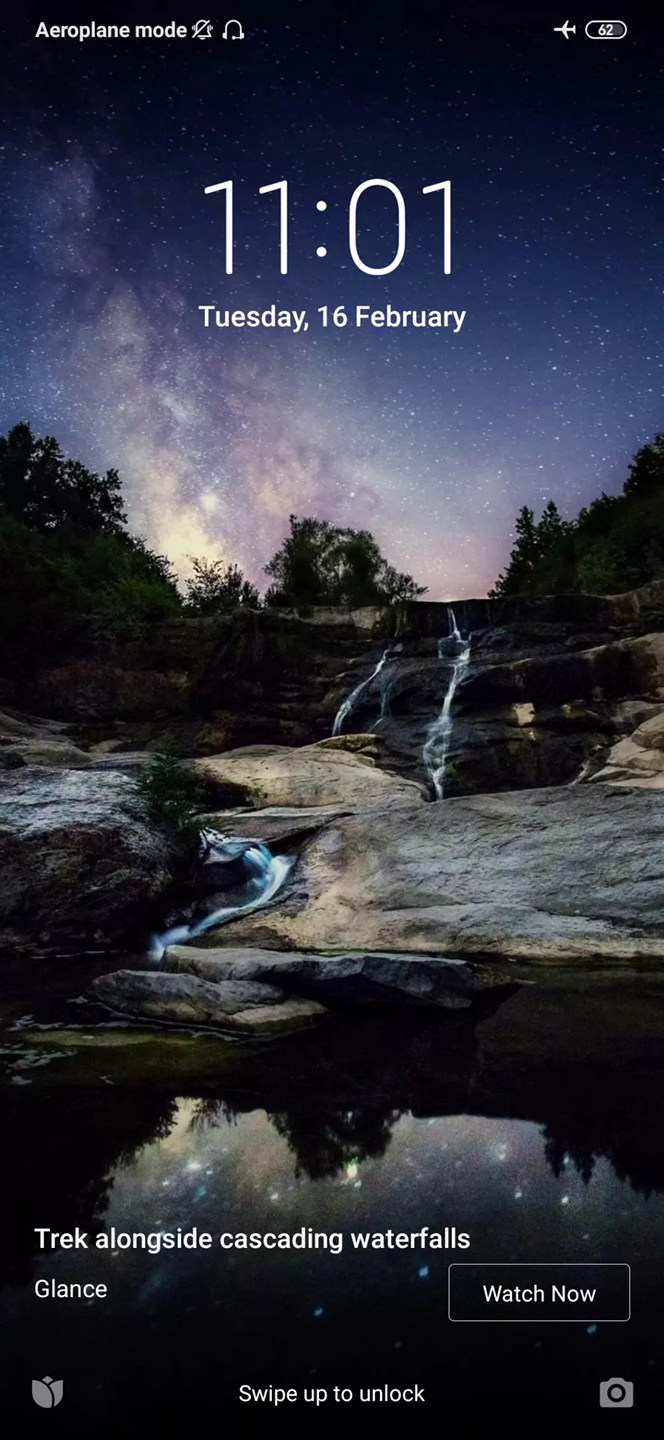 Aeroplane mode
62
11:01
Tuesday, 16 February
Trek alongside cascading waterfalls
Glance
Watch Now
Swipe up to unlock